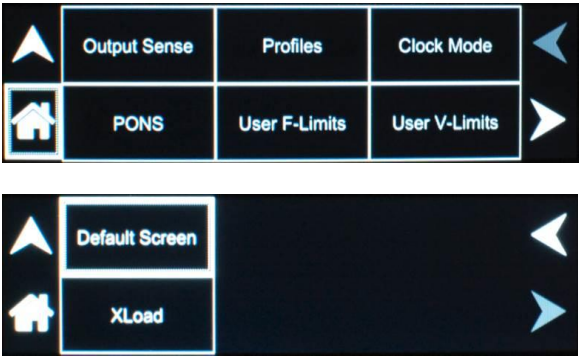 Output Sense
Profiles
Clock Mode
PONS
User F-Limits
User V-Limits
Default Screen
XLoad